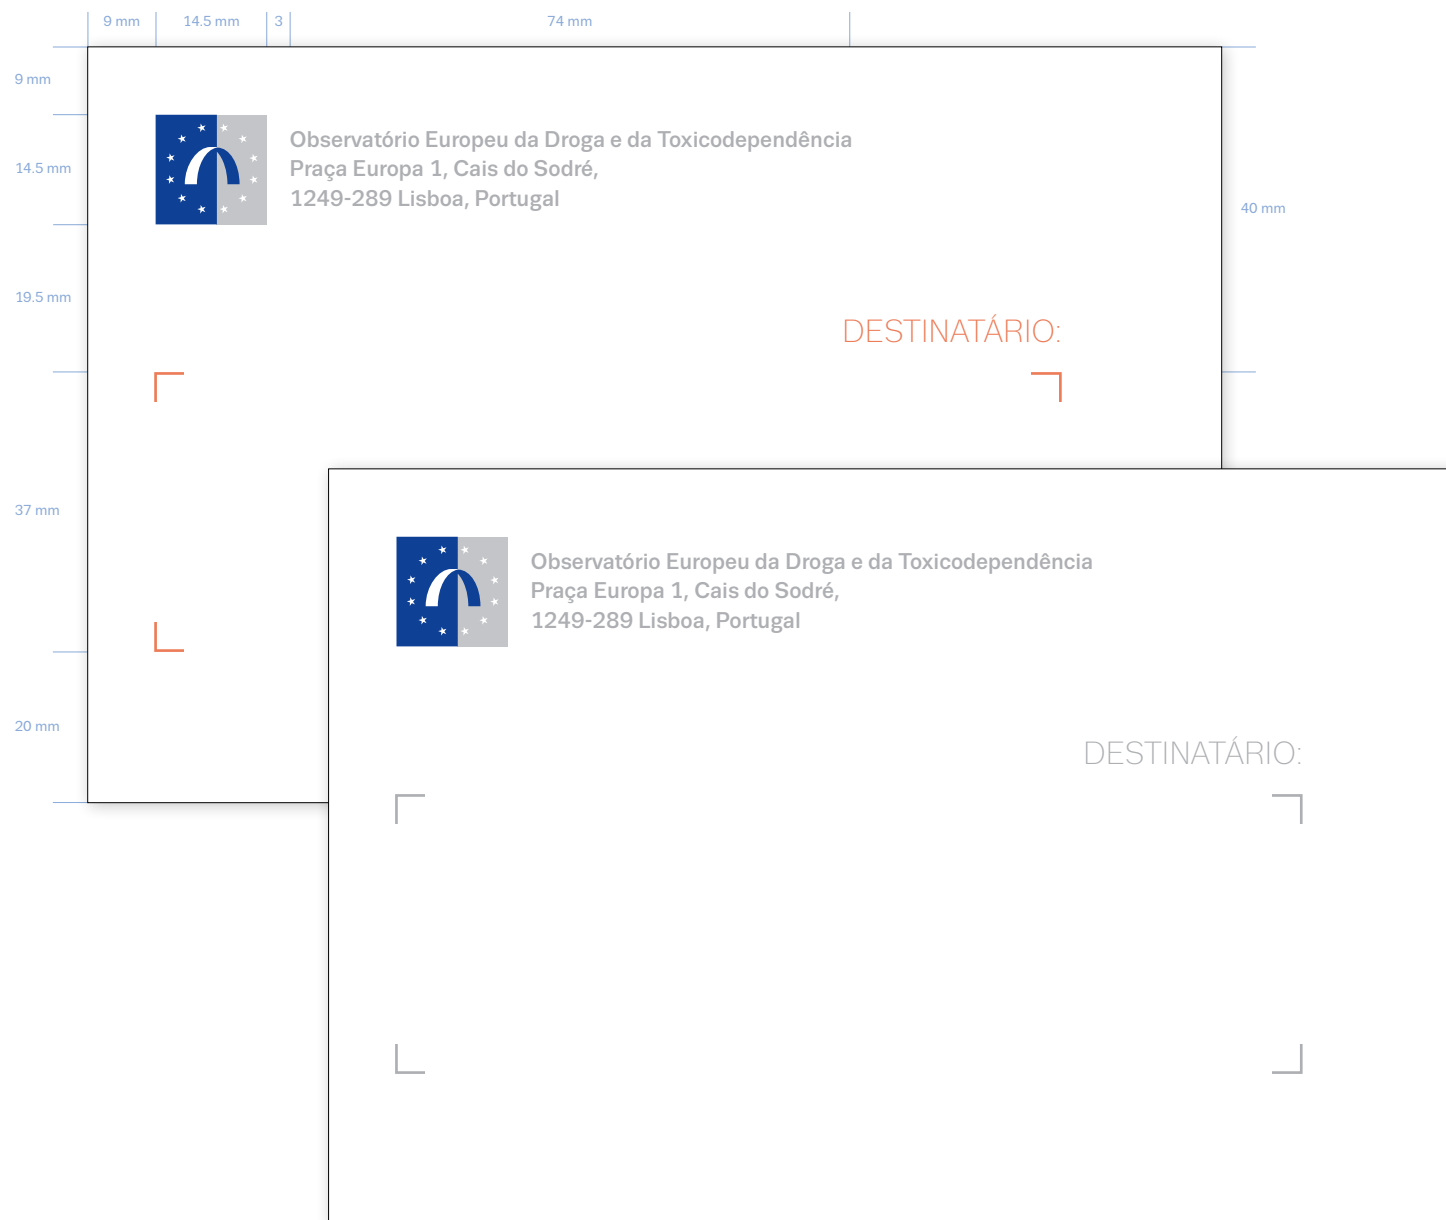 9 mm 14.5 mm 3 74 mm
9 mm
Observatório Europeu da Droga e da Toxicodependência
14.5 mm
Praça Europa 1, Cais do Sodré,
1249-289 Lisboa, Portugal
40 mm
19.5 mm
DESTINATÁRIO:
37 mm
Observatório Europeu da Droga e da Toxicodependência
Praça Europa 1, Cais do Sodré,
1249-289 Lisboa, Portugal
20 mm
DESTINATÁRIO: